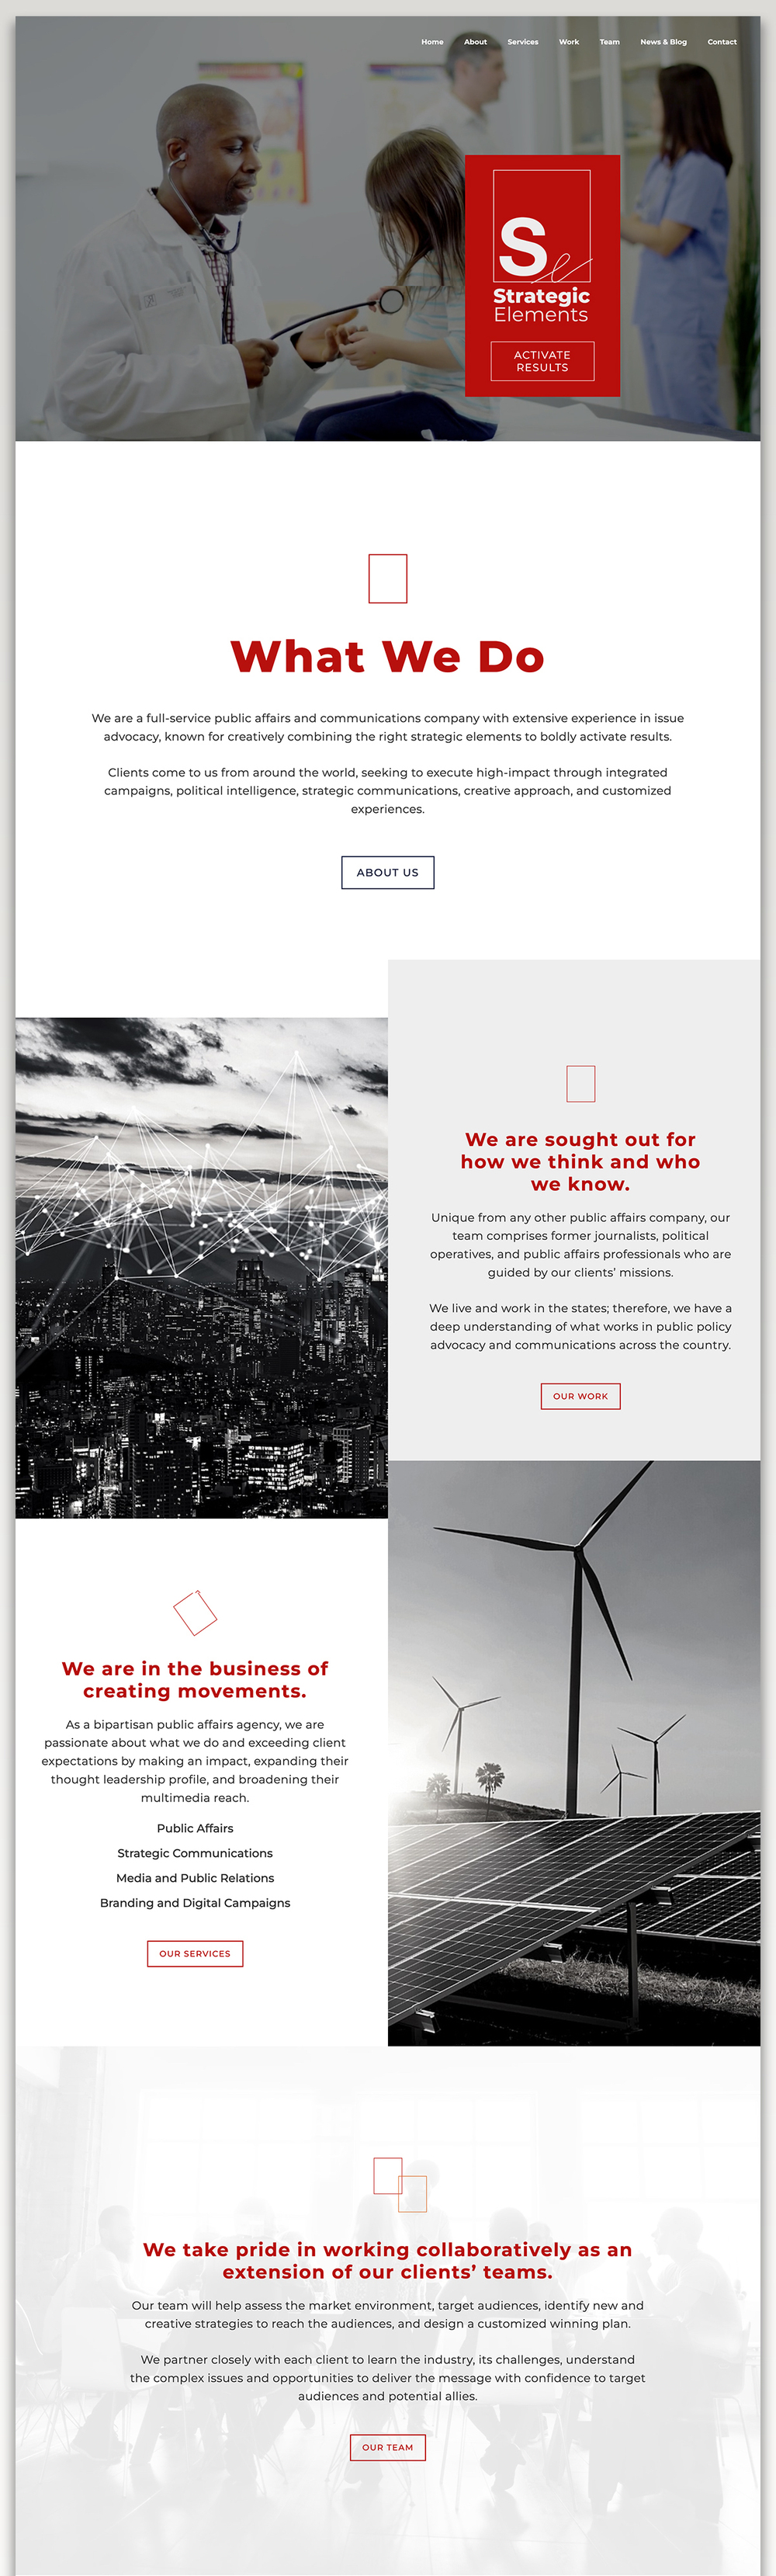 Home About Services Work Team News & Blog Contact
Se
Strategic
Elements
ACTIVATE
RESULTS
What We Do
We are a full-service public affairs and communications company with extensive experience in issue
advocacy, known for creatively combining the right strategic elements to boldly activate results.
Clients come to us from around the world, seeking to execute high-impact through integrated
campaigns, political intelligence, strategic communications, creative approach, and customized
experiences.
ABOUT US
We are sought out for
how we think and who
we know.
Unique from any other public affairs company, our
team comprises former journalists, political
operatives, and public affairs professionals who are
guided by our clients’ missions.
We live and work in the states; therefore, we have a
deep understanding of what works in public policy
advocacy and communications across the country.
OUR WORK
We are in the business of
creating movements.
As a bipartisan public affairs agency, we are
passionate about what we do and exceeding client
expectations by making an impact, expanding their
thought leadership profile, and broadening their
multimedia reach.
Public Affairs
Strategic Communications
Media and Public Relations
Branding and Digital Campaigns
OUR SERVICES
We take pride in working collaboratively as an
extension of our clients’ teams.
Our team will help assess the market environment, target audiences, identify new and
creative strategies to reach the audiences, and design a customized winning plan.
We partner closely with each client to learn the industry, its challenges, understand
the complex issues and opportunities to deliver the message with confidence to target
audiences and potential allies.
OUR TEAM